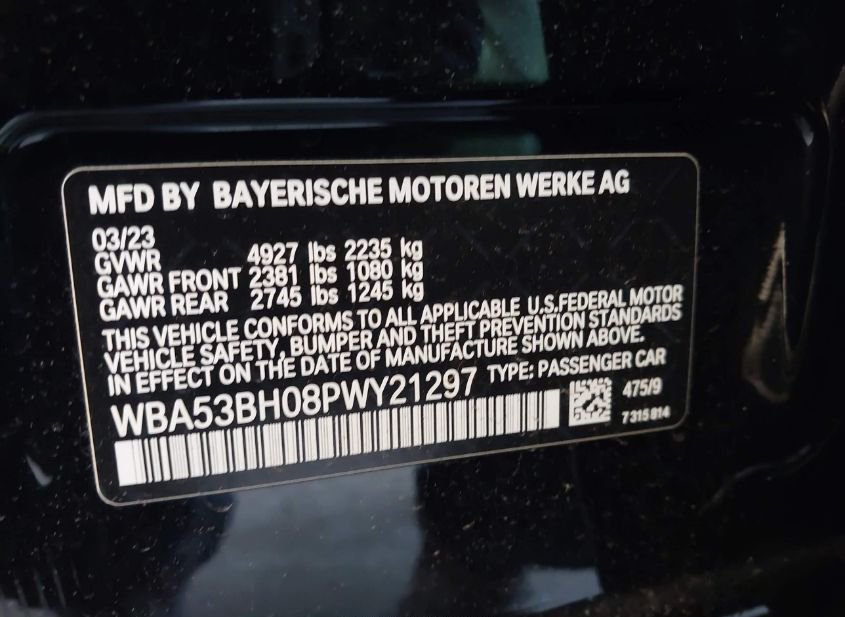 MFD BY BAYERISCHE MOTOREN WERKE AG
03/23
GVWR 4927 lbs 2235 kg
GAWR FRONT 2381 lbs 1080 kg
GAWR REAR 2745 lbs 1245 kg
THIS VEHICLE CONFORMS TO ALL APPLICABLE U.S.FEDERAL MOTOR
VEHICLE SAFETY, BUMPER AND THEFT PREVENTION STANDARDS
IN EFFECT ON THE DATE OF MANUFACTURE SHOWN ABOVE.
WBA53BH08PWY21297 TYPE: PASSENGER CAR
475/9
7 315 814